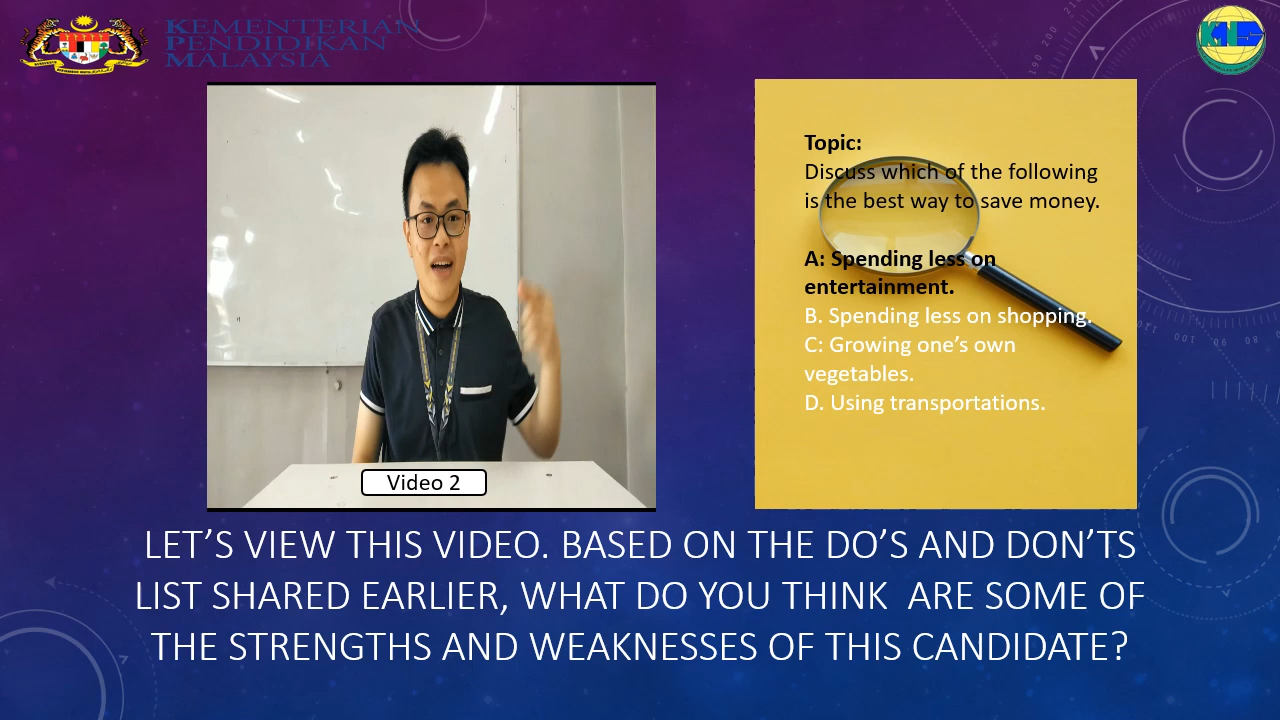 KEMENTERIAN
PENDIDIKAN
MALAYSIA
Topic:
Discuss which of the following
is the best way to save money.
A: Spending less on
entertainment.
B. Spending less on shopping.
C: Growing one's own
vegetables.
D. Using transportations.
Video 2
LET'S VIEW THIS VIDEO. BASED ON THE DO'S AND DON'TS
LIST SHARED EARLIER, WHAT DO YOU THINK  ARE SOME OF
THE STRENGTHS AND WEAKNESSES OF THIS CANDIDATE?